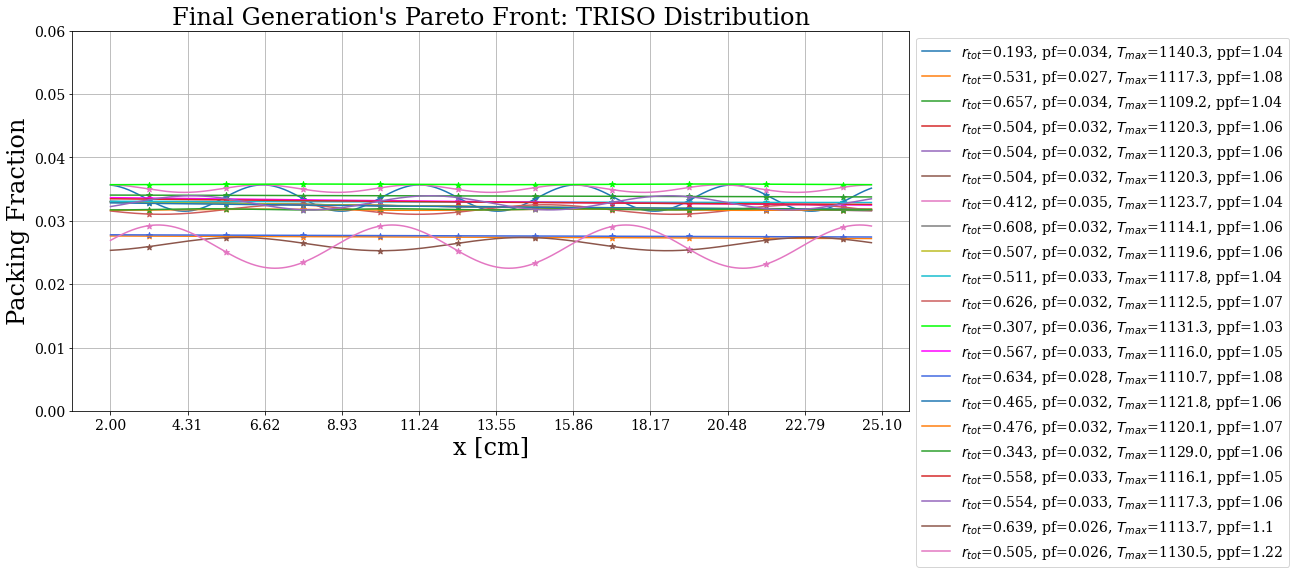 Final Generation's Pareto Front: TRISO Distribution
Packing Fraction
0.06
0.05
0.04
0.03
0.02
0.01
0.00
2.00 4.31 6.62 8.93 11.24 13.55 15.86 18.17 20.48 22.79 25.10
x [cm]
r_tot=0.193, pf=0.034, T_max=1140.3, ppf=1.04
r_tot=0.531, pf=0.027, T_max=1117.3, ppf=1.08
r_tot=0.657, pf=0.034, T_max=1109.2, ppf=1.04
r_tot=0.504, pf=0.032, T_max=1120.3, ppf=1.06
r_tot=0.504, pf=0.032, T_max=1120.3, ppf=1.06
r_tot=0.504, pf=0.032, T_max=1120.3, ppf=1.06
r_tot=0.412, pf=0.035, T_max=1123.7, ppf=1.04
r_tot=0.608, pf=0.032, T_max=1114.1, ppf=1.06
r_tot=0.507, pf=0.032, T_max=1119.6, ppf=1.06
r_tot=0.511, pf=0.033, T_max=1117.8, ppf=1.04
r_tot=0.626, pf=0.032, T_max=1112.5, ppf=1.07
r_tot=0.307, pf=0.036, T_max=1131.3, ppf=1.03
r_tot=0.567, pf=0.033, T_max=1116.0, ppf=1.05
r_tot=0.634, pf=0.028, T_max=1110.7, ppf=1.08
r_tot=0.465, pf=0.032, T_max=1121.8, ppf=1.06
r_tot=0.476, pf=0.032, T_max=1120.1, ppf=1.07
r_tot=0.343, pf=0.032, T_max=1129.0, ppf=1.06
r_tot=0.558, pf=0.033, T_max=1116.1, ppf=1.05
r_tot=0.554, pf=0.033, T_max=1117.3, ppf=1.06
r_tot=0.639, pf=0.026, T_max=1113.7, ppf=1.1
r_tot=0.505, pf=0.026, T_max=1130.5, ppf=1.22